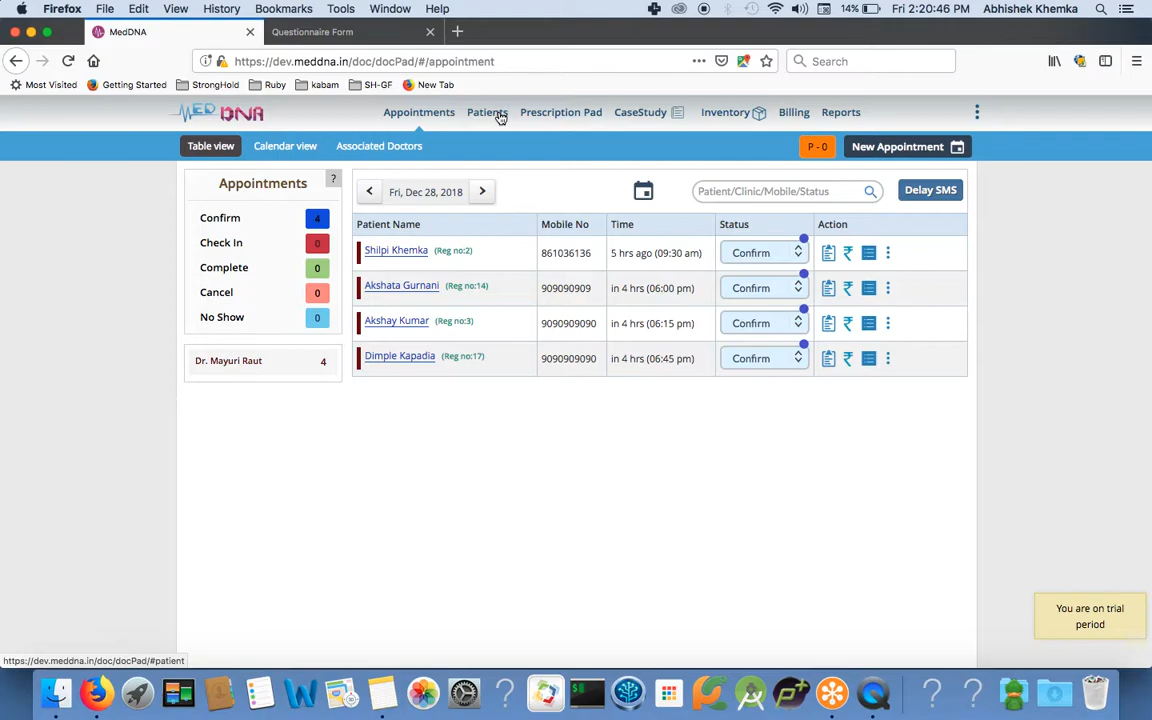 Firefox File Edit View History Bookmarks Tools Window Help 14% Fri 2:20:46 PM Abhishek Khemka
MedDNA Questionnaire Form
https://dev.meddna.in/doc/docPad/#/appointment Search
Most Visited Getting Started StrongHold Ruby kabam SH-GF New Tab
MED DNA Appointments Patients Prescription Pad CaseStudy Inventory Billing Reports
Table view Calendar view Associated Doctors P - 0 New Appointment
Appointments ? Fri, Dec 28, 2018 Patient/Clinic/Mobile/Status Delay SMS
Confirm 4
Check In 0
Complete 0
Cancel 0
No Show 0
Dr. Mayuri Raut 4
Patient Name Mobile No Time Status Action
Shilpi Khemka (Reg no:2) 861036136 5 hrs ago (09:30 am) Confirm
Akshata Gurnani (Reg no:14) 909090909 in 4 hrs (06:00 pm) Confirm
Akshay Kumar (Reg no:3) 9090909090 in 4 hrs (06:15 pm) Confirm
Dimple Kapadia (Reg no:17) 9090909090 in 4 hrs (06:45 pm) Confirm
You are on trial
period
https://dev.meddna.in/doc/docPad/#patient